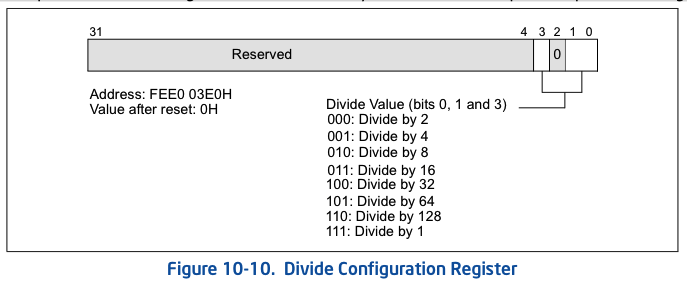 31 4 3 2 1 0
Reserved 0
Address: FEE0 03E0H
Value after reset: 0H
Divide Value (bits 0, 1 and 3)
000: Divide by 2
001: Divide by 4
010: Divide by 8
011: Divide by 16
100: Divide by 32
101: Divide by 64
110: Divide by 128
111: Divide by 1
Figure 10-10. Divide Configuration Register